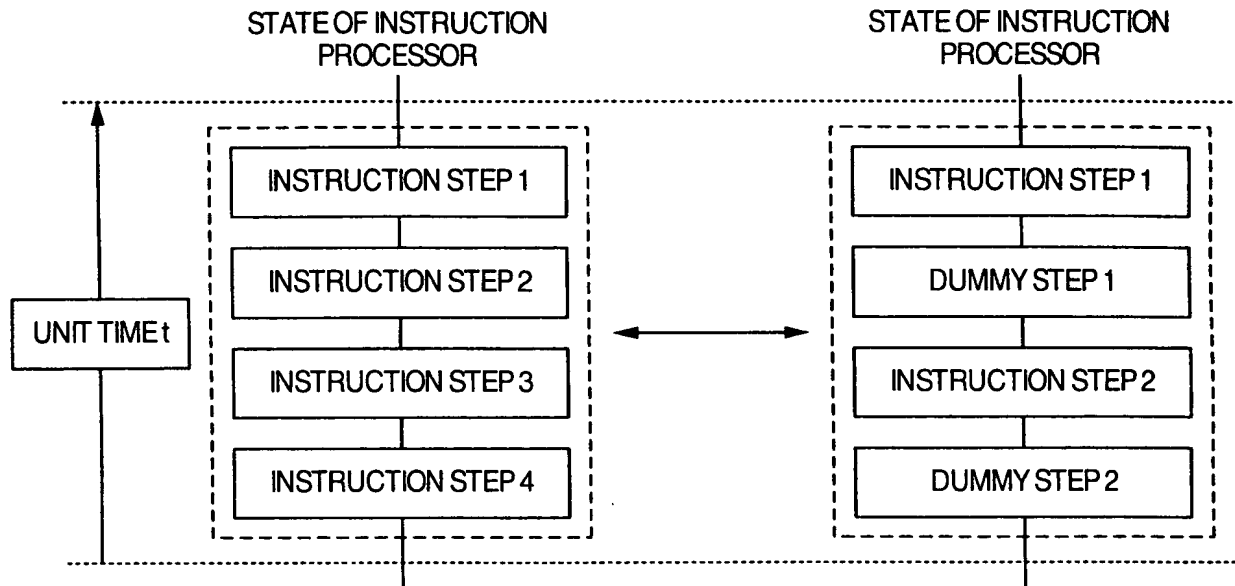 STATE OF INSTRUCTION
PROCESSOR
STATE OF INSTRUCTION
PROCESSOR
UNIT TIME t
INSTRUCTION STEP 1
INSTRUCTION STEP 2
INSTRUCTION STEP 3
INSTRUCTION STEP 4
INSTRUCTION STEP 1
DUMMY STEP 1
INSTRUCTION STEP 2
DUMMY STEP 2